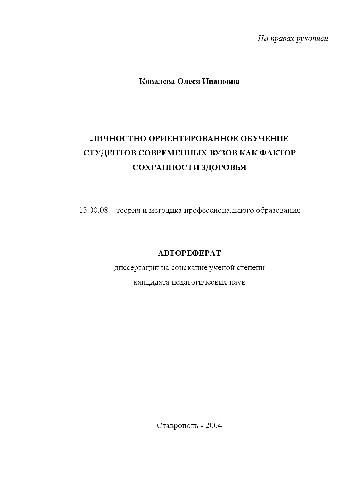 На правах рукописи
Ковалева Олеся Ивановна
ЛИЧНОСТНО ОРИЕНТИРОВАННОЕ ОБУЧЕНИЕ
СТУДЕНТОВ СОВРЕМЕННЫХ ВУЗОВ КАК ФАКТОР
СОХРАННОСТИ ЗДОРОВЬЯ
13.00.08 – теория и методика профессионального образования
АВТОРЕФЕРАТ
диссертации на соискание ученой степени
кандидата педагогических наук
Ставрополь - 2004